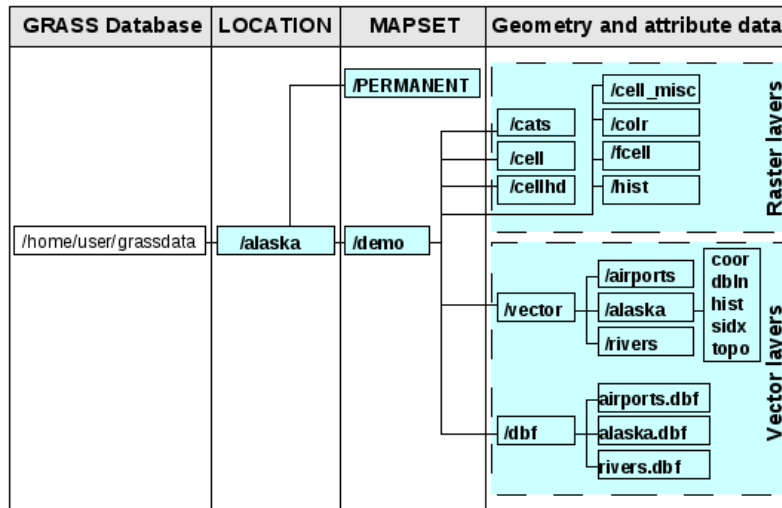 GRASS Database
LOCATION
MAPSET
Geometry and attribute data
/home/user/grassdata
/alaska
/PERMANENT
/demo
/cats
/cell
/cellhd
/cell_misc
/colr
/fcell
/hist
Raster layers
/vector
/airports
/alaska
/rivers
coor
dbln
hist
sidx
topo
/dbf
airports.dbf
alaska.dbf
rivers.dbf
Vector layers